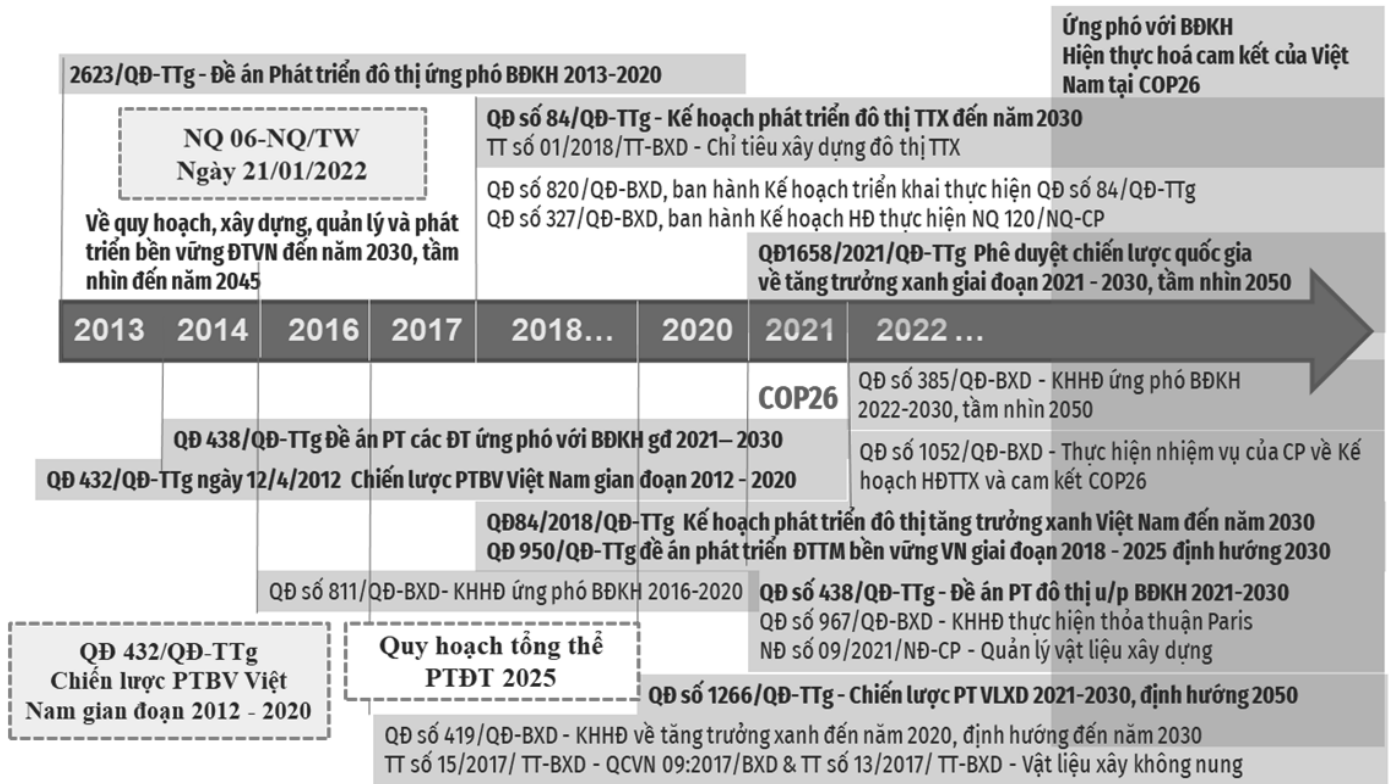 Ứng phó với BĐKH
Hiện thực hoá cam kết của Việt
Nam tại COP26
2623/QĐ-TTg - Đề án Phát triển đô thị ứng phó BĐKH 2013-2020
NQ 06-NQ/TW
Ngày 21/01/2022
QĐ số 84/QĐ-TTg - Kế hoạch phát triển đô thị TTX đến năm 2030
TT số 01/2018/TT-BXD - Chỉ tiêu xây dựng đô thị TTX
QĐ số 820/QĐ-BXD, ban hành Kế hoạch triển khai thực hiện QĐ số 84/QĐ-TTg
QĐ số 327/QĐ-BXD, ban hành Kế hoạch HĐ thực hiện NQ 120/NQ-CP
Về quy hoạch, xây dựng, quản lý và phát
triển bền vững ĐTVN đến năm 2030, tầm
nhìn đến năm 2045
QĐ1658/2021/QĐ-TTg Phê duyệt chiến lược quốc gia
về tăng trưởng xanh giai đoạn 2021 - 2030, tầm nhìn 2050
2013 2014 2016 2017 2018... 2020 2021 2022 ...
COP26
QĐ số 385/QĐ-BXD - KHHĐ ứng phó BĐKH
2022-2030, tầm nhìn 2050
QĐ 438/QĐ-TTg Đề án PT các ĐT ứng phó với BĐKH gđ 2021– 2030
QĐ 432/QĐ-TTg ngày 12/4/2012 Chiến lược PTBV Việt Nam gian đoạn 2012 - 2020
QĐ số 1052/QĐ-BXD - Thực hiện nhiệm vụ của CP về Kế
hoạch HĐTTX và cam kết COP26
QĐ84/2018/QĐ-TTg Kế hoạch phát triển đô thị tăng trưởng xanh Việt Nam đến năm 2030
QĐ 950/QĐ-TTg đề án phát triển ĐTTM bền vững VN giai đoạn 2018 - 2025 định hướng 2030
QĐ số 811/QĐ-BXD- KHHĐ ứng phó BĐKH 2016-2020
QĐ số 438/QĐ-TTg - Đề án PT đô thị u/p BĐKH 2021-2030
QĐ số 967/QĐ-BXD - KHHĐ thực hiện thỏa thuận Paris
NĐ số 09/2021/NĐ-CP - Quản lý vật liệu xây dựng
QĐ 432/QĐ-TTg
Chiến lược PTBV Việt
Nam gian đoạn 2012 - 2020
Quy hoạch tổng thể
PTĐT 2025
QĐ số 1266/QĐ-TTg - Chiến lược PT VLXD 2021-2030, định hướng 2050
QĐ số 419/QĐ-BXD - KHHĐ về tăng trưởng xanh đến năm 2020, định hướng đến năm 2030
TT số 15/2017/ TT-BXD - QCVN 09:2017/BXD & TT số 13/2017/ TT-BXD - Vật liệu xây không nung